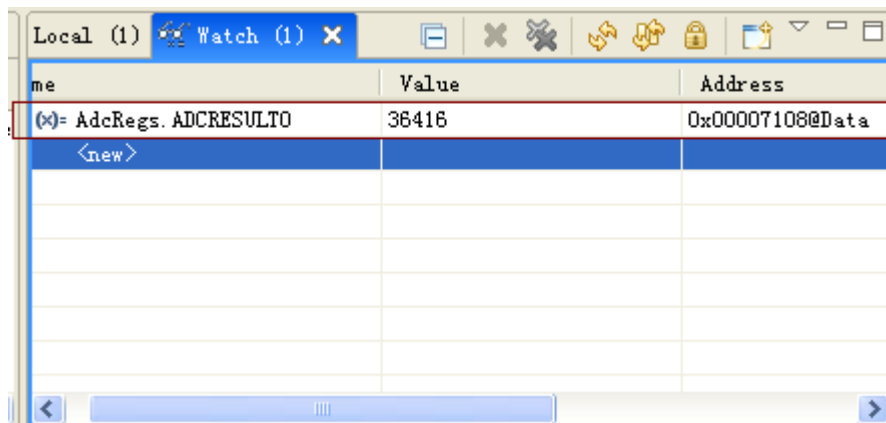 Local (1) Watch (1)
me Value Address
(x)= AdcRegs.ADCRESULT0 36416 0x00007108@Data
<new>